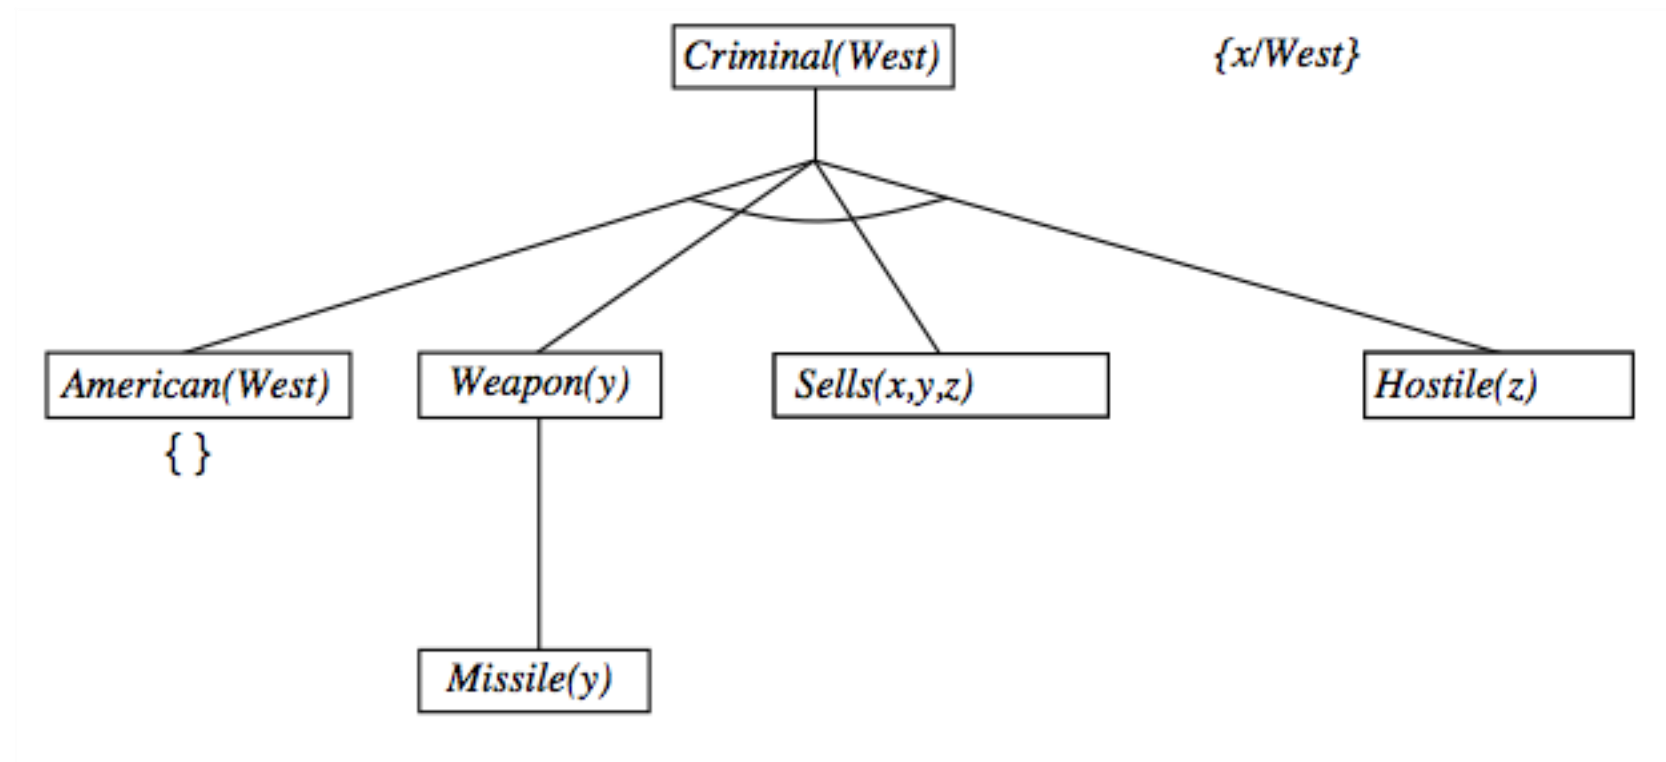 Criminal(West)
{x/West}
American(West)
Weapon(y)
Sells(x,y,z)
Hostile(z)
{ }
Missile(y)